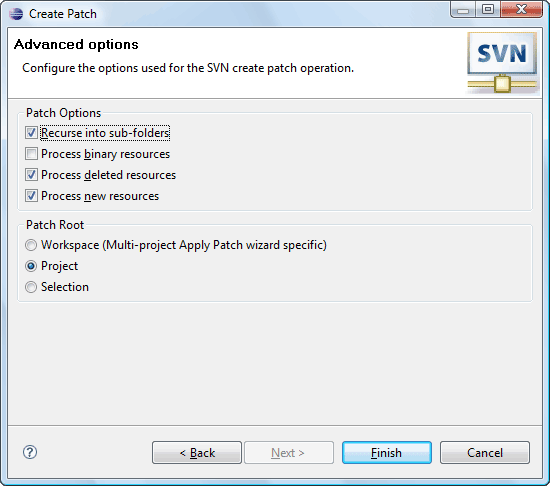 Create Patch
Advanced options
Configure the options used for the SVN create patch operation.
SVN
Patch Options
Recurse into sub-folders
Process binary resources
Process deleted resources
Process new resources
Patch Root
Workspace (Multi-project Apply Patch wizard specific)
Project
Selection
?
< Back
Next >
Finish
Cancel